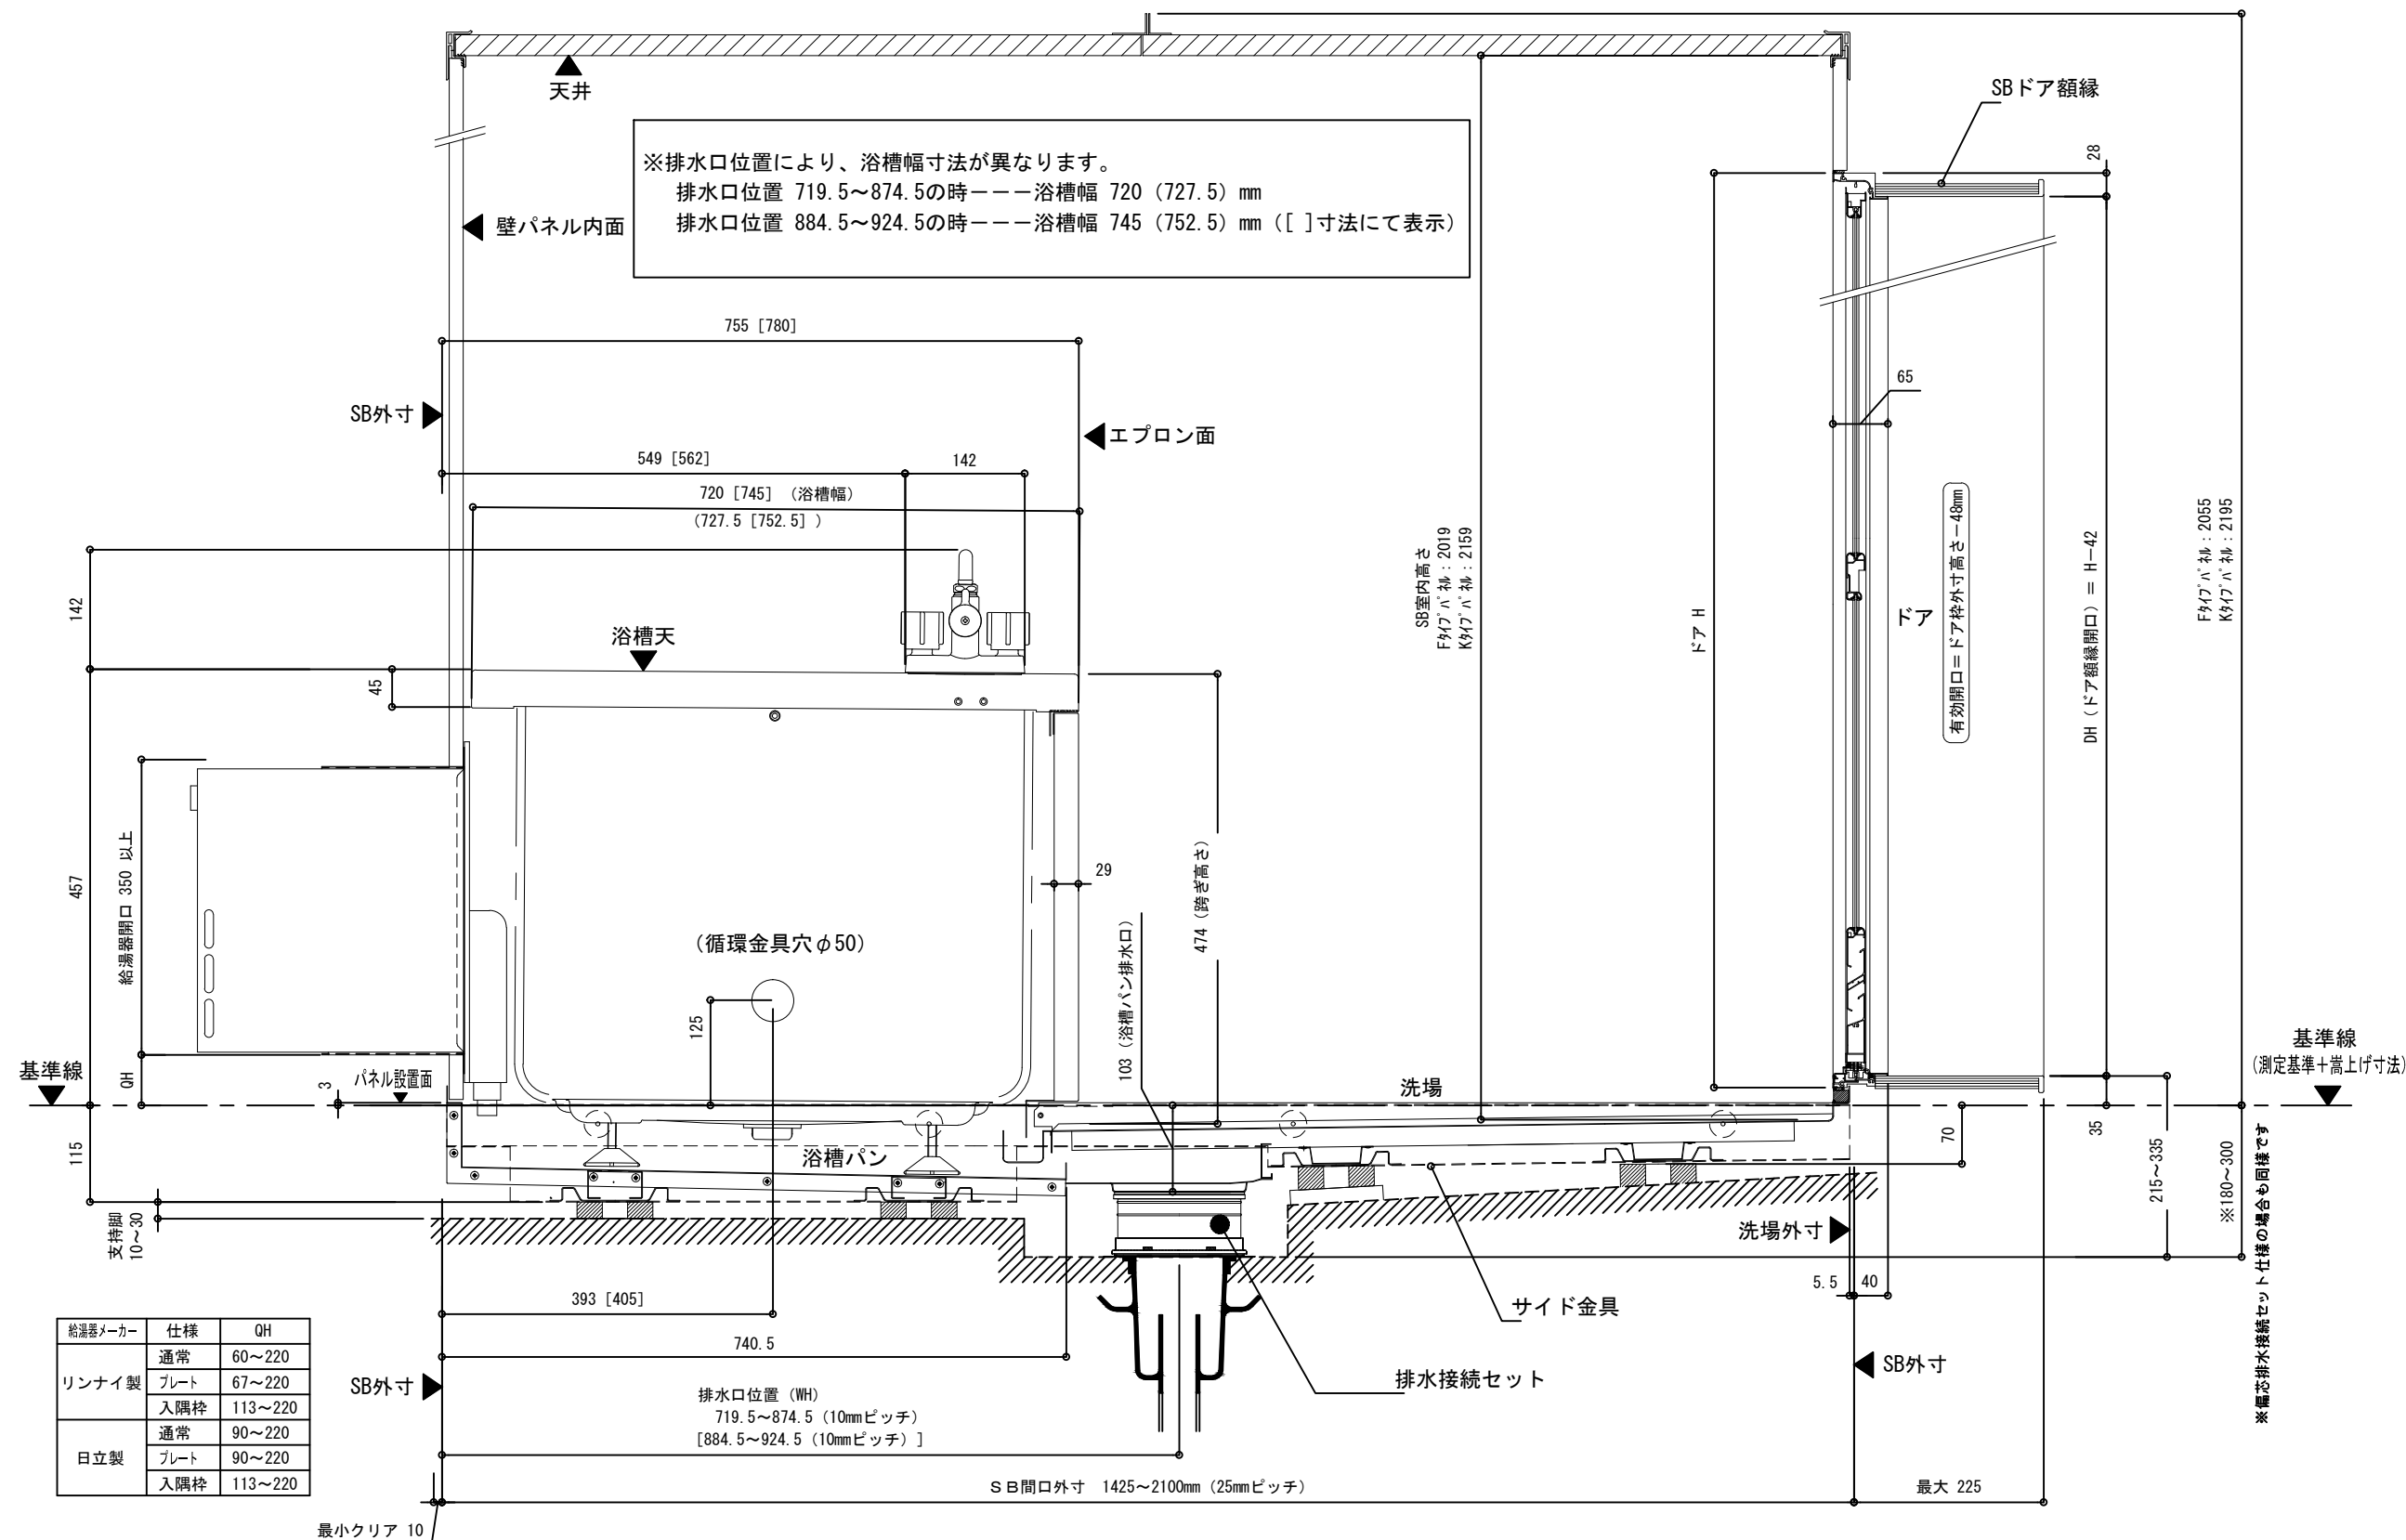 天井
SBドア額縁
28
※排水口位置により、浴槽幅寸法が異なります。
排水口位置 719.5～874.5の時ーーー浴槽幅 720（727.5）mm
排水口位置 884.5～924.5の時ーーー浴槽幅 745（752.5）mm（[ ]寸法にて表示）
壁パネル内面
755 [780]
SB外寸
エプロン面
65
549 [562]
142
720 [745] （浴槽幅）
(727.5 [752.5] )
142
浴槽天
45
SB室内高さ
Fﾀｲﾌﾟﾊﾟﾈﾙ：2019
Kﾀｲﾌﾟﾊﾟﾈﾙ：2159
ドア H
ドア
有効開口＝ドア枠外寸高さ－48mm
DH（ドア額縁開口）＝ H－42
Fﾀｲﾌﾟﾊﾟﾈﾙ：2055
Kﾀｲﾌﾟﾊﾟﾈﾙ：2195
457
給湯器開口 350 以上
29
474（跨ぎ高さ）
（循環金具穴φ50）
125
103（浴槽パン排水口）
基準線
QH
3
パネル設置面
洗場
基準線
（測定基準＋嵩上げ寸法）
115
浴槽パン
70
35
215～335
※180～300
支持脚
10～30
洗場外寸
5.5
40
※偏芯排水接続セット仕様の場合も同様です
393 [405]
サイド金具
740.5
排水接続セット
SB外寸
SB外寸
排水口位置（WH）
719.5～874.5（10mmピッチ）
[884.5～924.5（10mmピッチ）]
ＳＢ間口外寸　1425～2100mm（25mmピッチ）
最大 225
最小クリア 10
給湯器メーカー 仕様 QH
リンナイ製 通常 60～220
プレート 67～220
入隅枠 113～220
日立製 通常 90～220
プレート 90～220
入隅枠 113～220